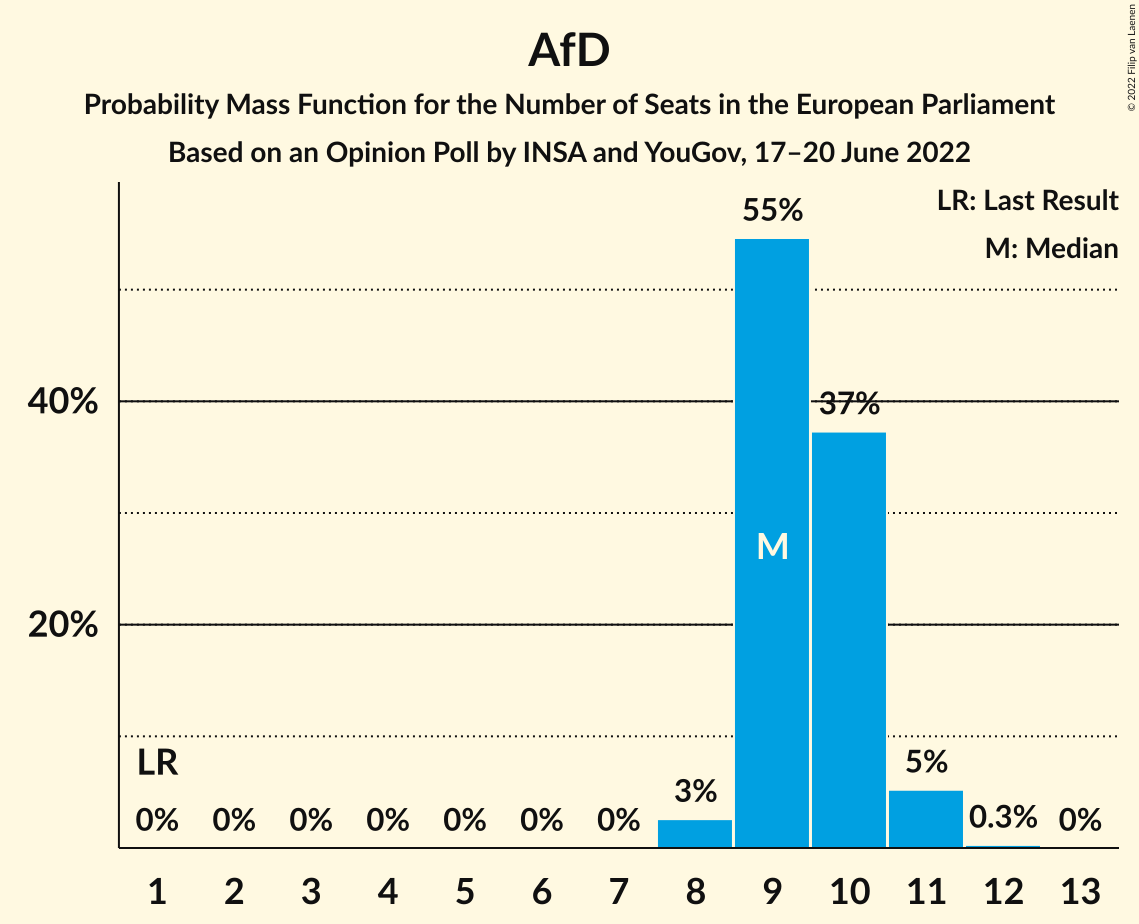 AfD
Probability Mass Function for the Number of Seats in the European Parliament
Based on an Opinion Poll by INSA and YouGov, 17–20 June 2022
© 2022 Filip van Laenen
LR: Last Result
M: Median
55%
40%
37%
M
20%
LR
5%
3%
0% 0% 0% 0% 0% 0% 0% 0.3% 0%
1 2 3 4 5 6 7 8 9 10 11 12 13